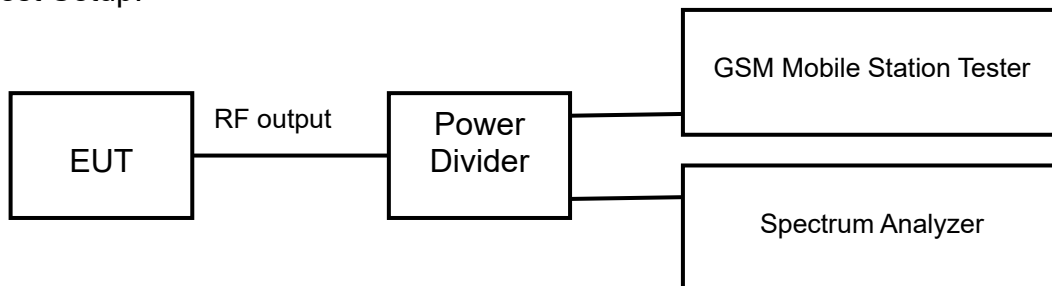 GSM Mobile Station Tester
RF output
Power
EUT
Divider
Spectrum Analyzer